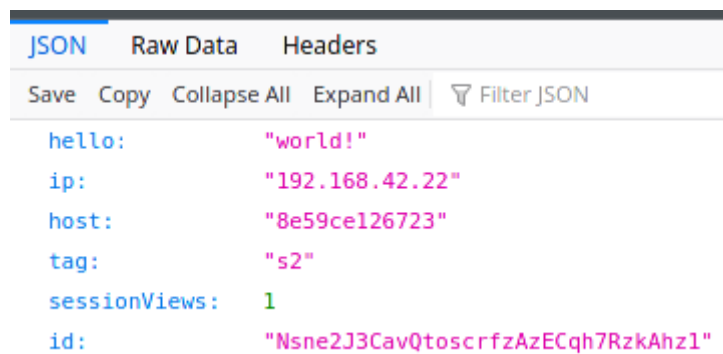 JSON Raw Data Headers
Save Copy Collapse All Expand All Filter JSON
hello: "world!"
ip: "192.168.42.22"
host: "8e59ce126723"
tag: "s2"
sessionViews: 1
id: "Nsne2J3CavQtoscrfzAzECqh7RzkAhz1"